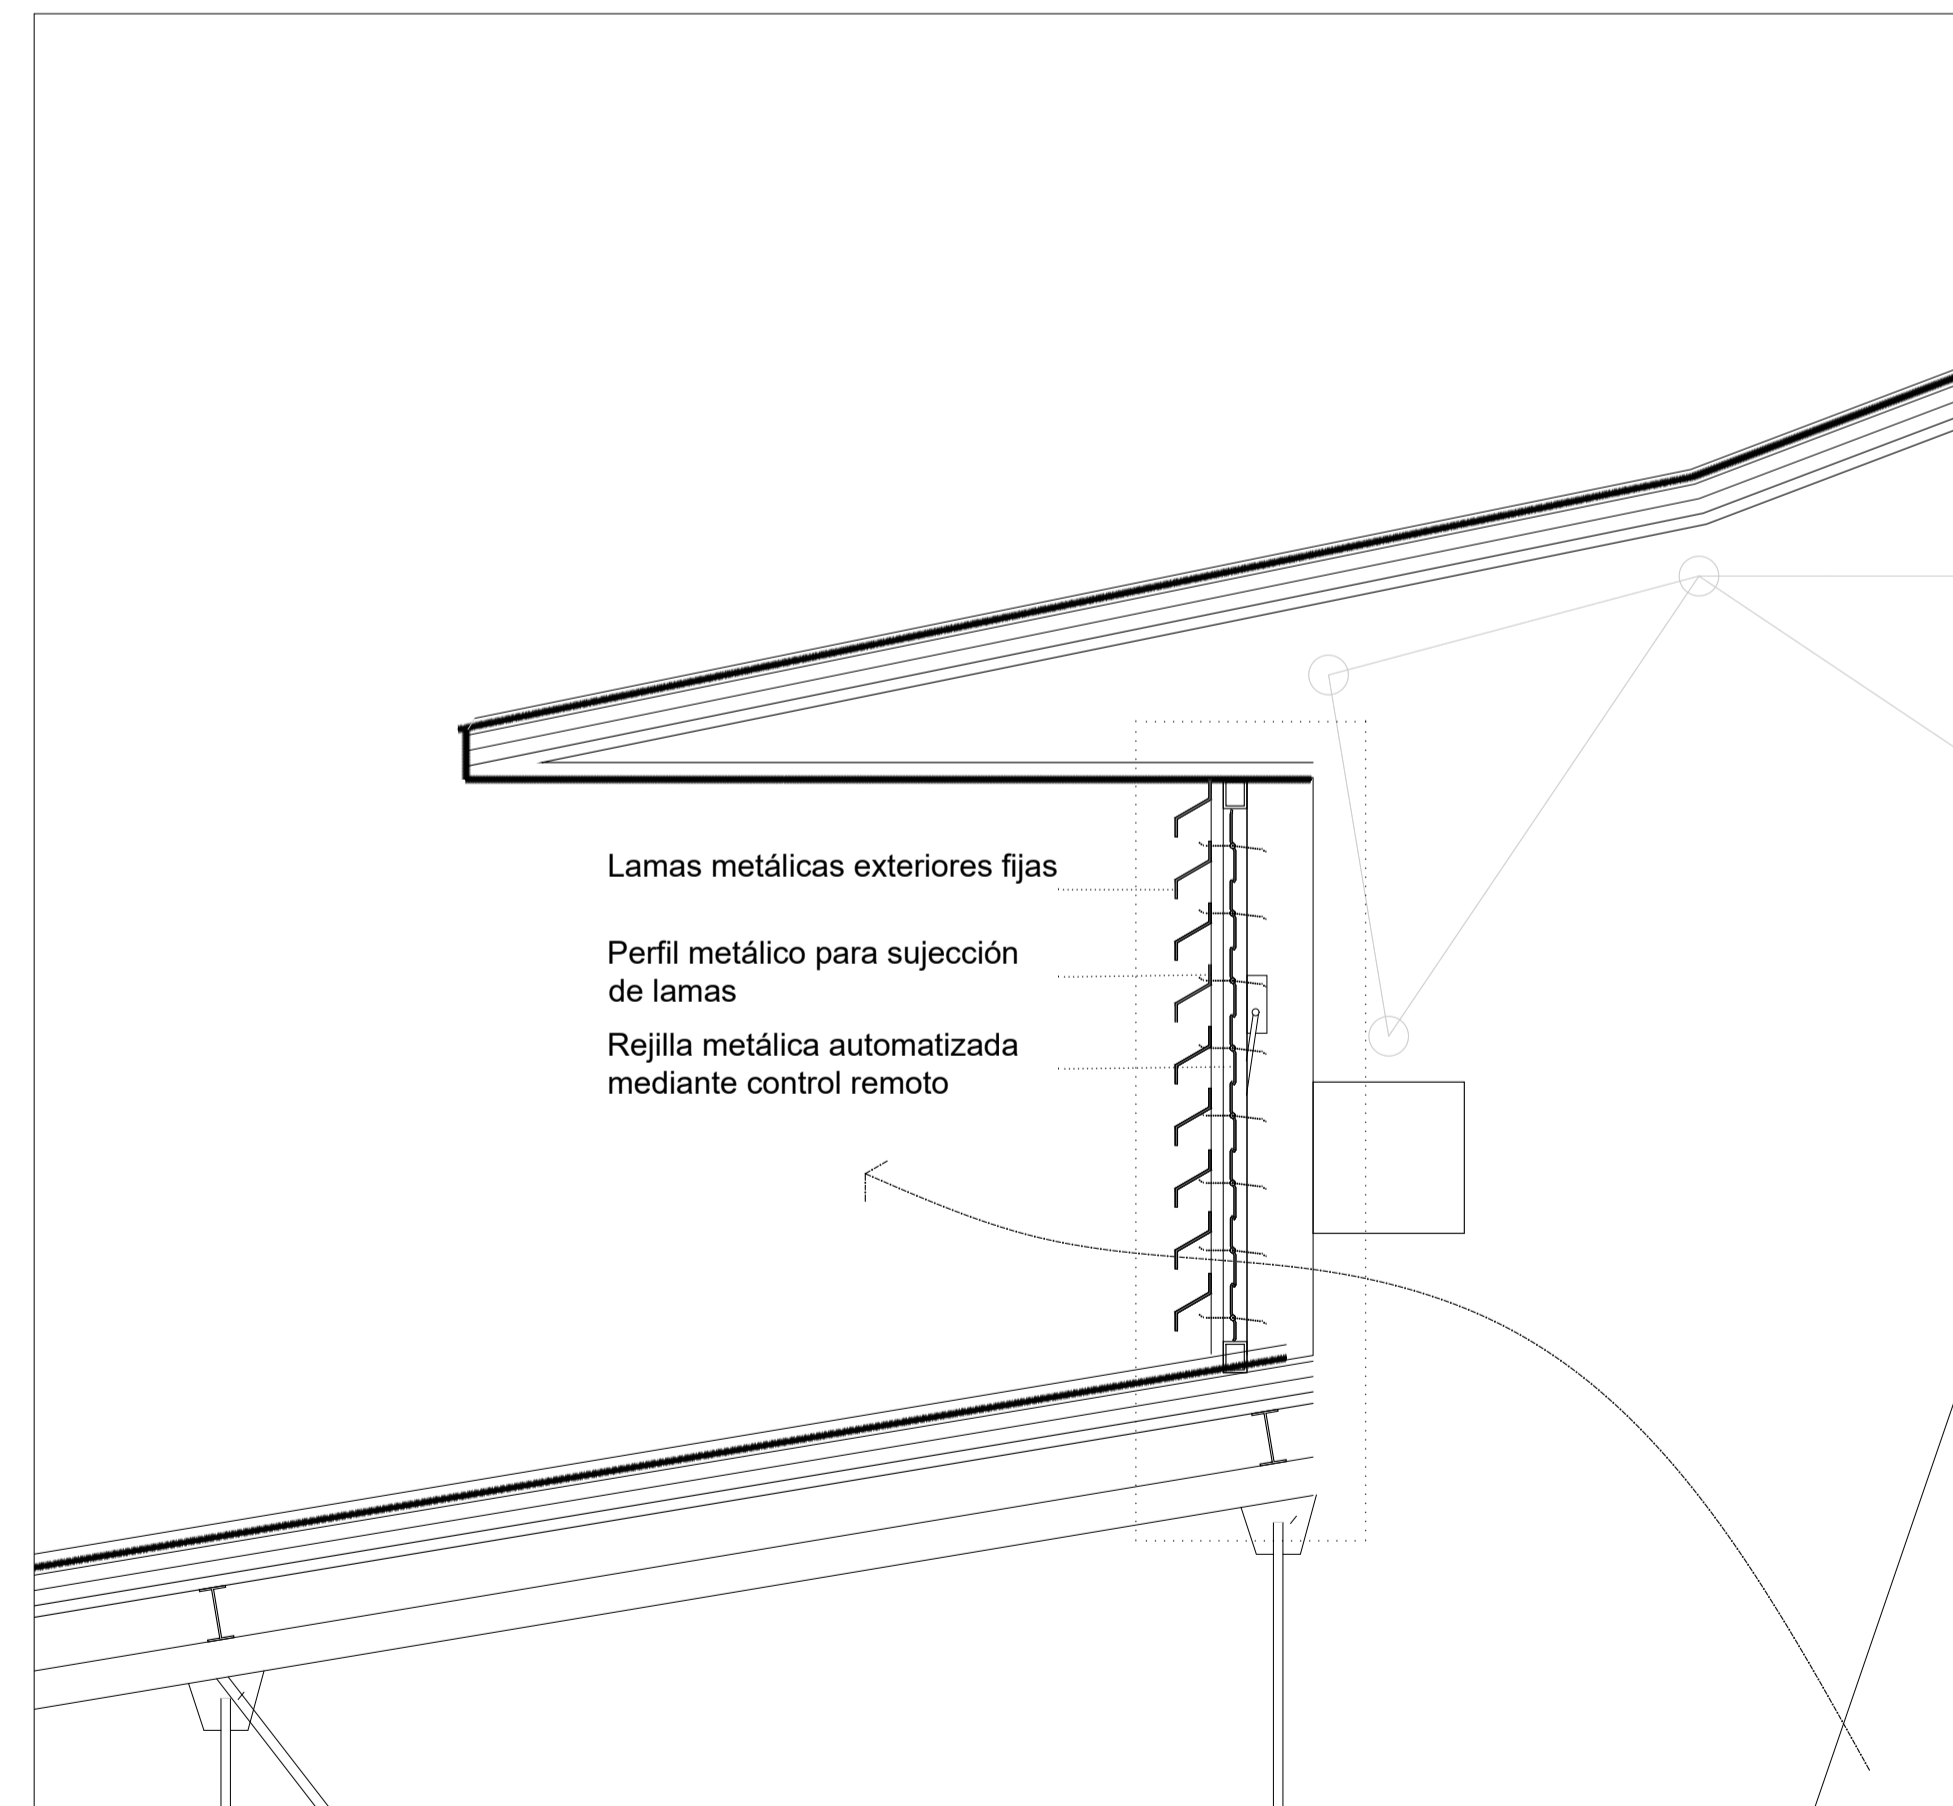 Lamas metálicas exteriores fijas
Perfil metálico para sujección
de lamas
Rejilla metálica automatizada
mediante control remoto